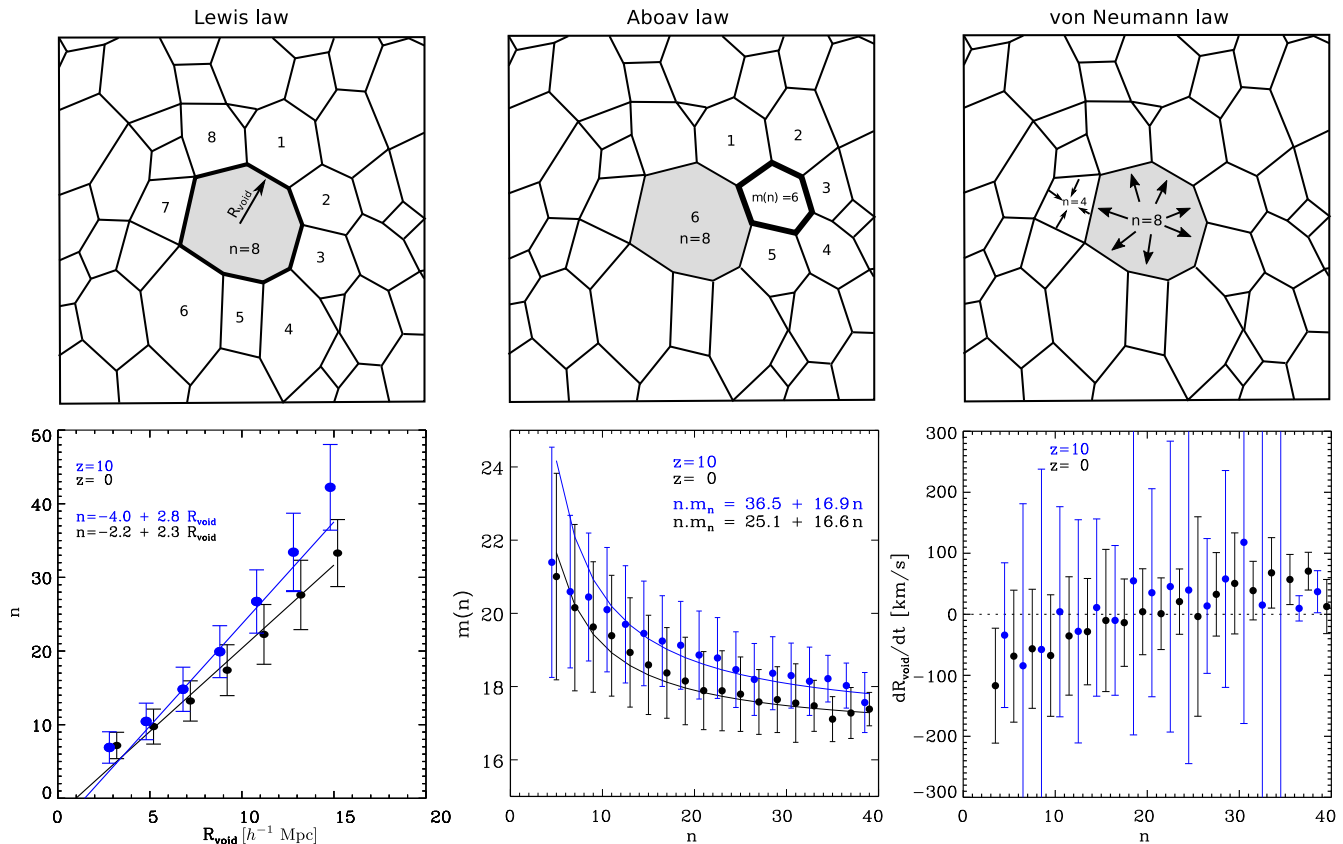 Lewis law
Aboav law
von Neumann law
8
1
7
2
R_void
n=8
3
6
5
4
1
2
m(n) =6
3
6
n=8
5
4
n=4
n=8
50
40
30
20
10
0
n
z=10
z= 0
n=−4.0 + 2.8 R_void
n=−2.2 + 2.3 R_void
0 5 10 15 20
R_void [h⁻¹ Mpc]
24
22
20
18
16
m(n)
z=10
z= 0
n.m_n = 36.5 + 16.9 n
n.m_n = 25.1 + 16.6 n
0 10 20 30 40
n
300
200
100
0
−100
−200
−300
dR_void/dt [km/s]
z=10
z= 0
0 10 20 30 40
n